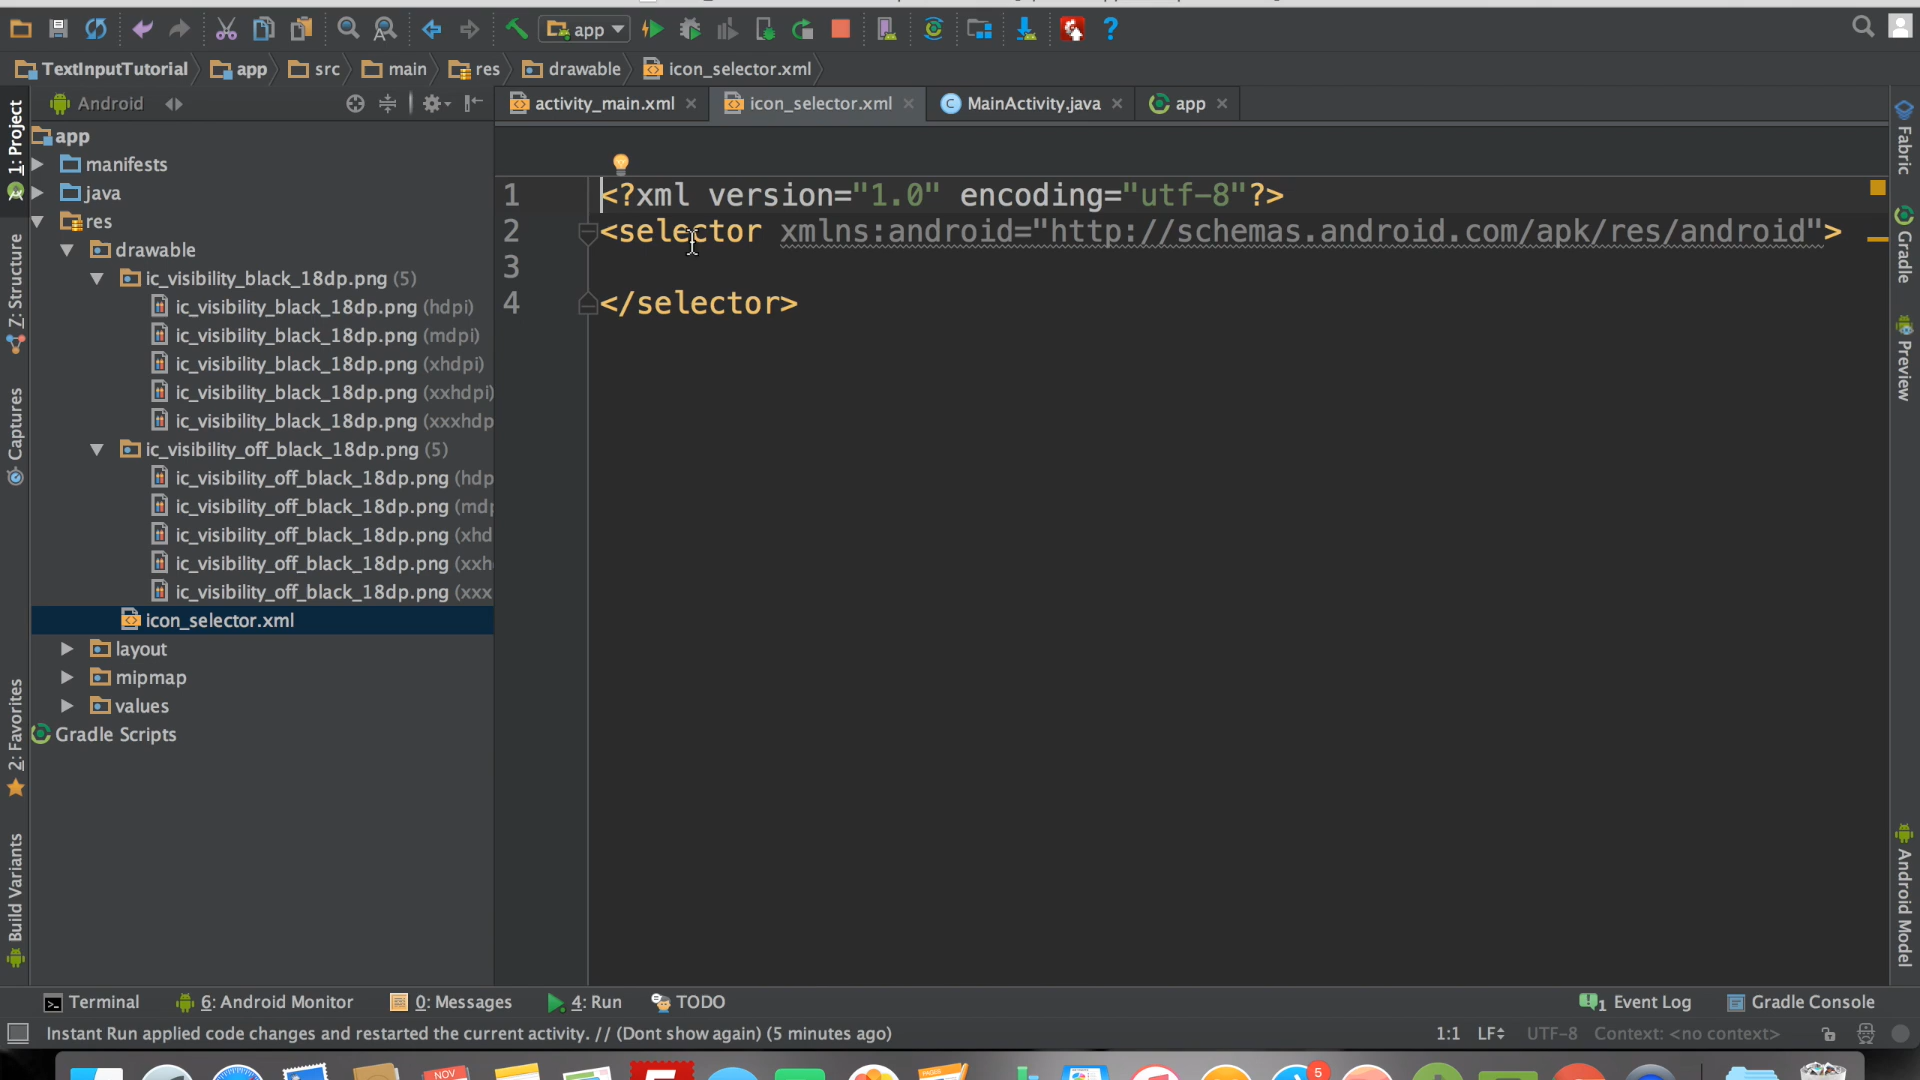 app
TextInputTutorial
app
src
main
res
drawable
icon_selector.xml
Android
activity_main.xml
icon_selector.xml
MainActivity.java
app
1: Project
Z: Structure
Captures
2: Favorites
Build Variants
app
manifests
java
res
drawable
ic_visibility_black_18dp.png (5)
ic_visibility_black_18dp.png (hdpi)
ic_visibility_black_18dp.png (mdpi)
ic_visibility_black_18dp.png (xhdpi)
ic_visibility_black_18dp.png (xxhdpi)
ic_visibility_black_18dp.png (xxxhdp
ic_visibility_off_black_18dp.png (5)
ic_visibility_off_black_18dp.png (hdp
ic_visibility_off_black_18dp.png (mdp
ic_visibility_off_black_18dp.png (xhd
ic_visibility_off_black_18dp.png (xxh
ic_visibility_off_black_18dp.png (xxx
icon_selector.xml
layout
mipmap
values
Gradle Scripts
1 <?xml version="1.0" encoding="utf-8"?>
2 <selector xmlns:android="http://schemas.android.com/apk/res/android">
3
4 </selector>
Fabric
Gradle
Preview
Android Model
Terminal
6: Android Monitor
0: Messages
4: Run
TODO
1 Event Log
Gradle Console
Instant Run applied code changes and restarted the current activity. // (Dont show again) (5 minutes ago)
1:1 LF UTF-8 Context: <no context>
NOV
PAGES
5